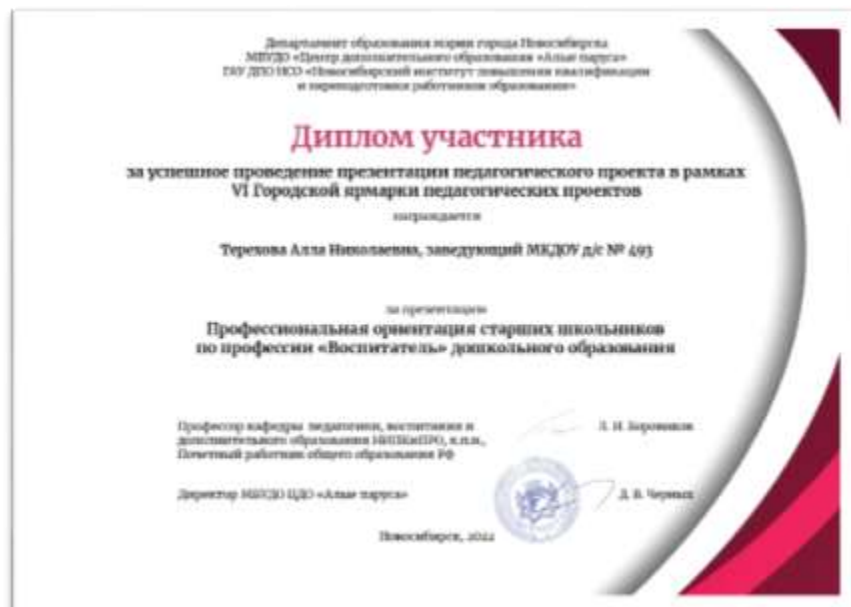 Департамент образования мэрии города Новосибирска
МБУДО «Центр дополнительного образования «Алые паруса»
ГАУ ДПО НСО «Новосибирский институт повышения квалификации
и переподготовки работников образования»
Диплом участника
за успешное проведение презентации педагогического проекта в рамках
VI Городской ярмарки педагогических проектов
награждается
Терехова Алла Николаевна, заведующий МКДОУ д/с № 493
за презентацию
Профессиональная ориентация старших школьников
по профессии «Воспитатель» дошкольного образования
Профессор кафедры педагогики, воспитания и
дополнительного образования НИПКиПРО, к.п.н.,
Почетный работник общего образования РФ
Л. Н. Боровиков
Директор МБУДО ЦДО «Алые паруса»
Д. В. Черных
Новосибирск, 2022